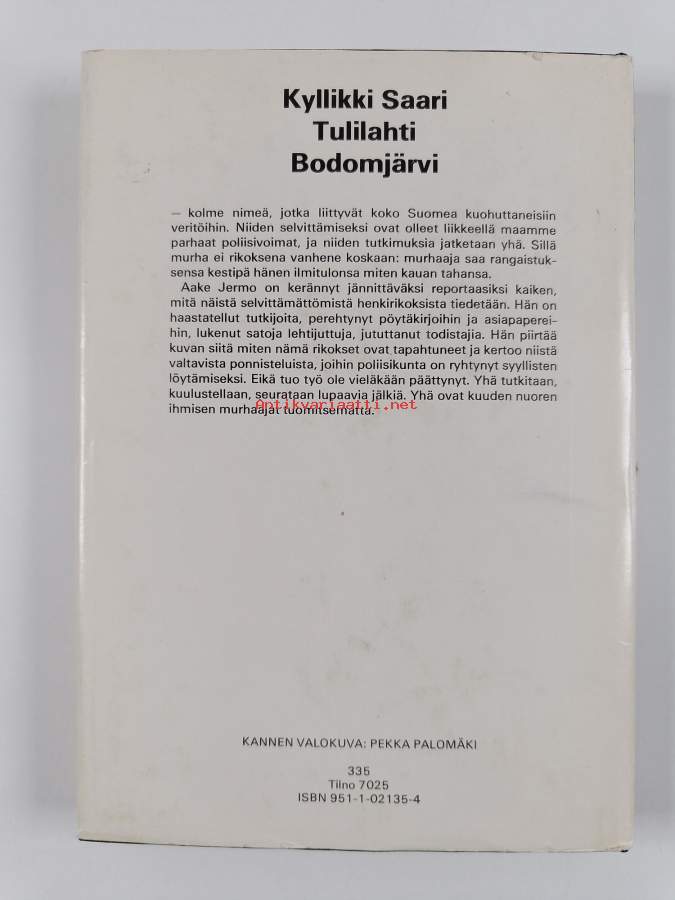 Kyllikki Saari
Tulilahti
Bodomjärvi
— kolme nimeä, jotka liittyvät koko Suomea kuohuttaneisiin
veritöihin. Niiden selvittämiseksi ovat olleet liikkeellä maamme
parhaat poliisivoimat, ja niiden tutkimuksia jatketaan yhä. Sillä
murha ei rikoksena vanhene koskaan: murhaaja saa rangaistuk-
sensa kestipä hänen ilmitulonsa miten kauan tahansa.
Aake Jermo on kerännyt jännittäväksi reportaasiksi kaiken,
mitä näistä selvittämättömistä henkirikoksista tiedetään. Hän on
haastatellut tutkijoita, perehtynyt pöytäkirjoihin ja asiapaperei-
hin, lukenut satoja lehtijuttuja, jututtanut todistajia. Hän piirtää
kuvan siitä miten nämä rikokset ovat tapahtuneet ja kertoo niistä
valtavista ponnisteluista, joihin poliisikunta on ryhtynyt syyllisten
löytämiseksi. Eikä tuo työ ole vieläkään päättynyt. Yhä tutkitaan,
kuulustellaan, seurataan lupaavia jälkiä. Yhä ovat kuuden nuoren
ihmisen murhaajat tuomitsematta.
Antikvariaatti.net
KANNEN VALOKUVA: PEKKA PALOMÄKI
335
Tilno 7025
ISBN 951-1-02135-4